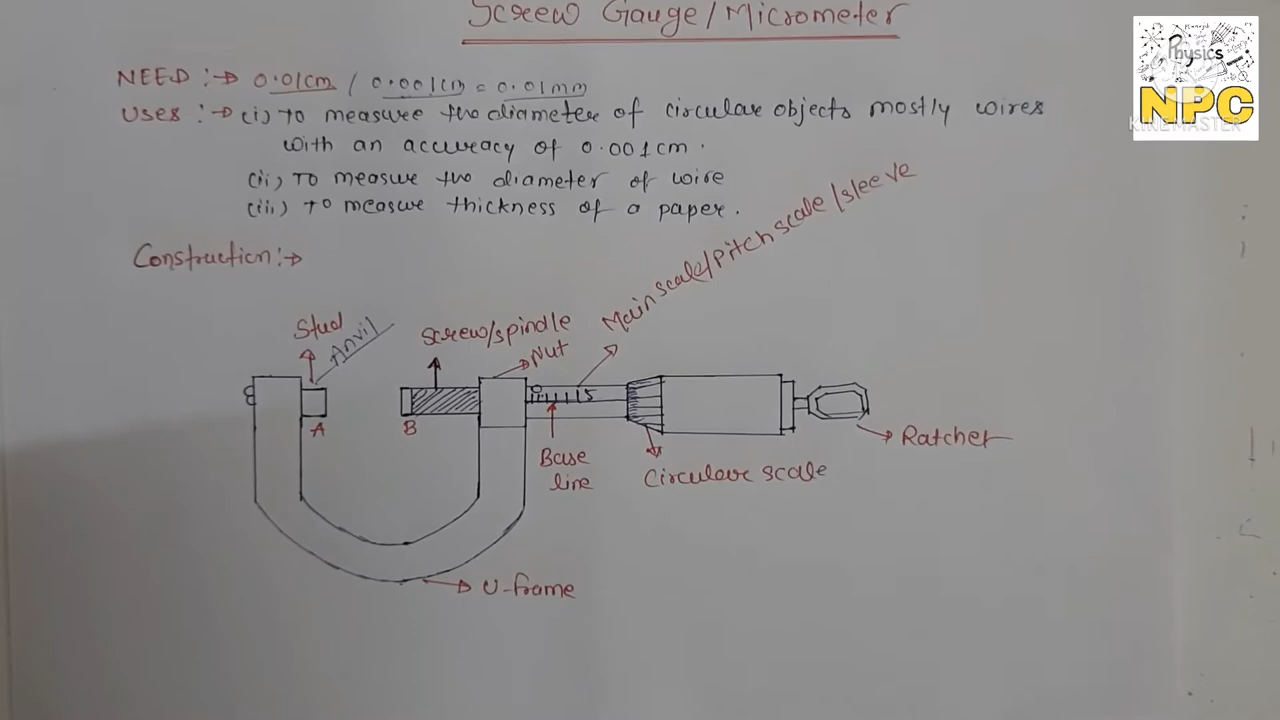 Screw Gauge/Micrometer
Physics
NPC
KINEMASTER
NEED :→ 0.01cm / 0.001cm = 0.01mm
Uses :→ (i) To measure the diameter of circular objects mostly wires
with an accuracy of 0.001cm.
(ii) To measure the diameter of wire
(iii) To measure thickness of a paper.
Construction :→
Main scale/Pitch scale/sleeve
Stud
Anvil
Screw/spindle
Nut
0
5
A
B
Base
line
Circular scale
Ratchet
U-frame